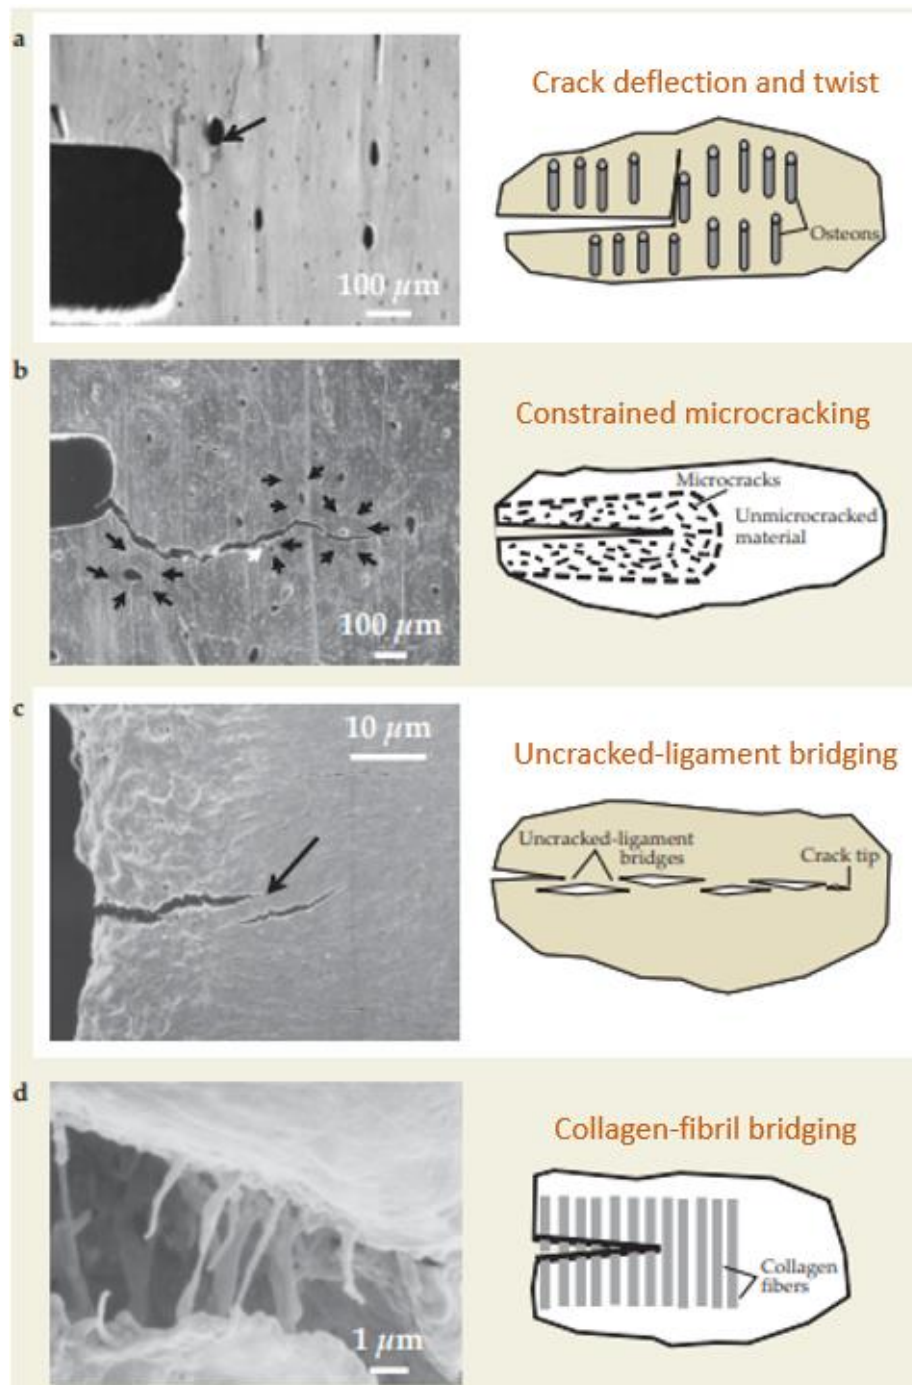 a
Crack deflection and twist
Osteons
100 µm
b
Constrained microcracking
Microcracks
Unmicrocracked
material
100 µm
c
10 µm
Uncracked-ligament bridging
Uncracked-ligament
bridges
Crack tip
d
Collagen-fibril bridging
Collagen
fibers
1 µm